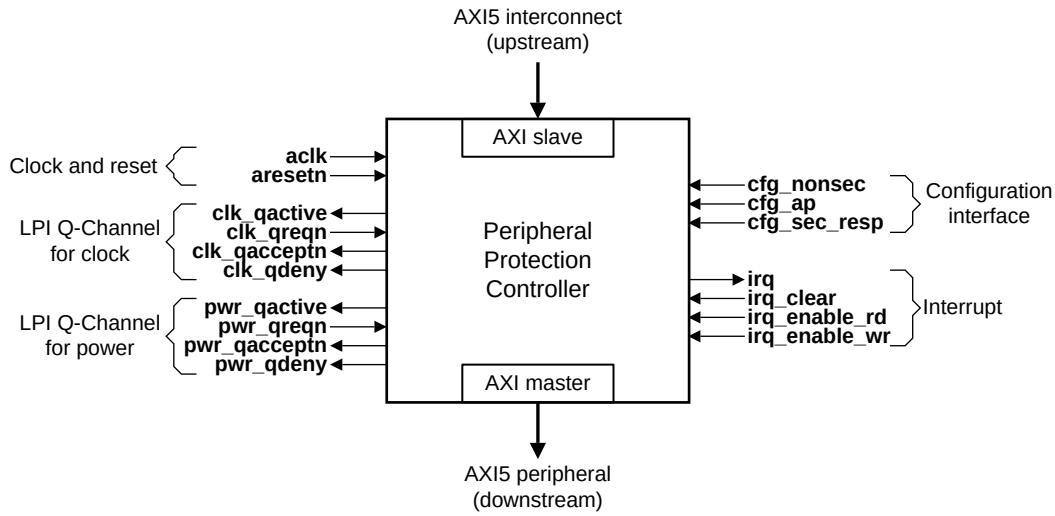 AXI5 interconnect
(upstream)
AXI slave
Clock and reset
aclk
aresetn
LPI Q-Channel
for clock
clk_qactive
clk_qreqn
clk_qacceptn
clk_qdeny
LPI Q-Channel
for power
pwr_qactive
pwr_qreqn
pwr_qacceptn
pwr_qdeny
Peripheral
Protection
Controller
cfg_nonsec
cfg_ap
cfg_sec_resp
Configuration
interface
irq
irq_clear
irq_enable_rd
irq_enable_wr
Interrupt
AXI master
AXI5 peripheral
(downstream)